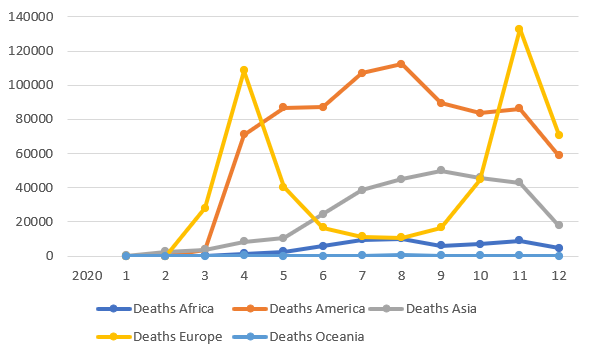 140000
120000
100000
80000
60000
40000
20000
0
2020 1 2 3 4 5 6 7 8 9 10 11 12
Deaths Africa Deaths America Deaths Asia
Deaths Europe Deaths Oceania